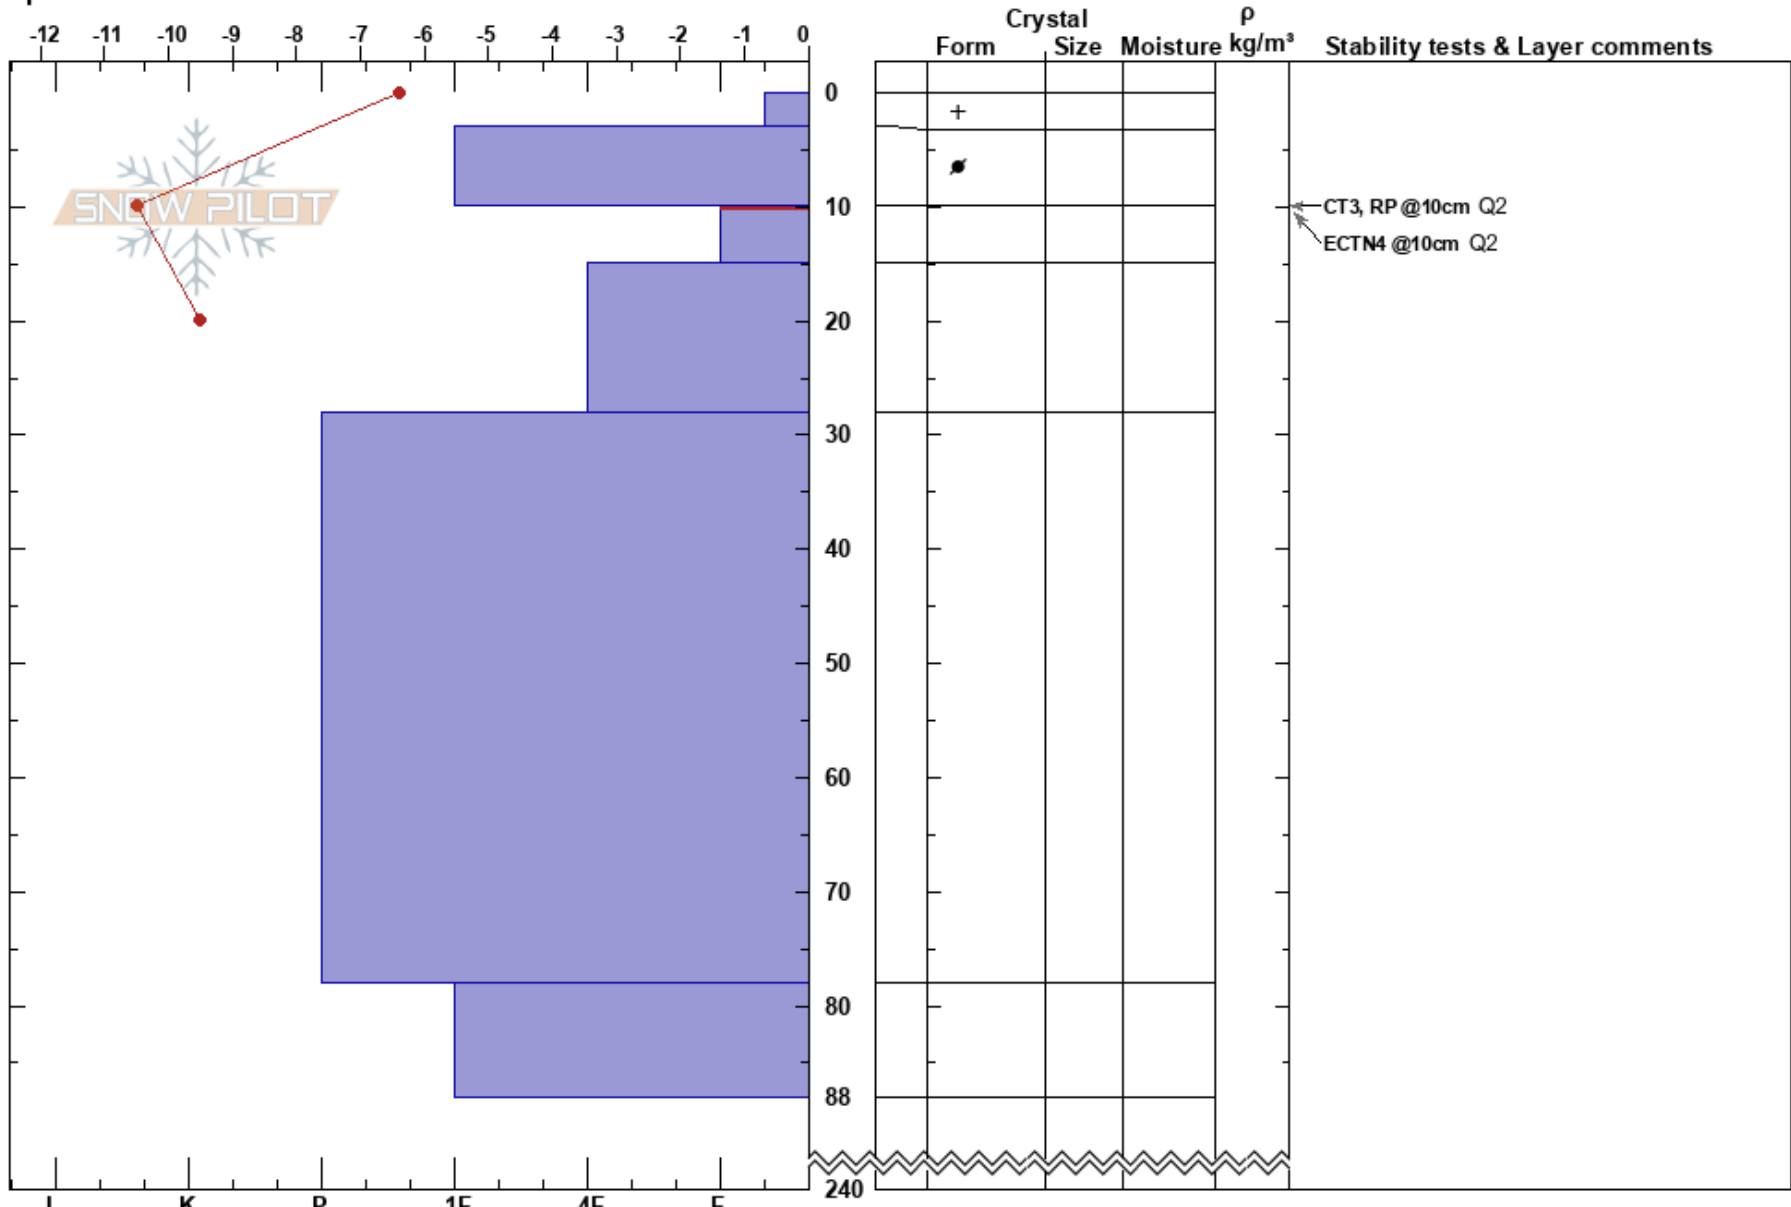 Crystal ρ
-12 -11 -10 -9 -8 -7 -6 -5 -4 -3 -2 -1 0 Form Size Moisture kg/m³ Stability tests & Layer comments
0
+
SNOW PILOT
10 CT3, RP @10cm Q2
ECTN4 @10cm Q2
20
30
40
50
60
70
80
88
240
I K P 1F 4F F